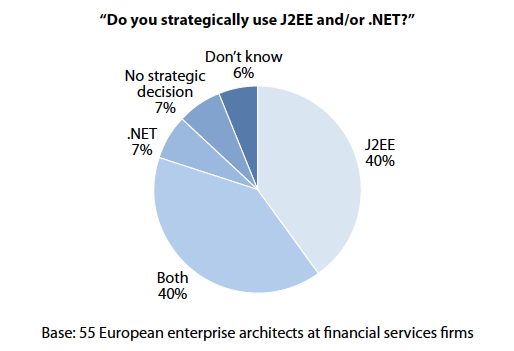 “Do you strategically use J2EE and/or .NET?”
Don’t know
6%
No strategic
decision
7%
.NET
7%
J2EE
40%
Both
40%
Base: 55 European enterprise architects at financial services firms